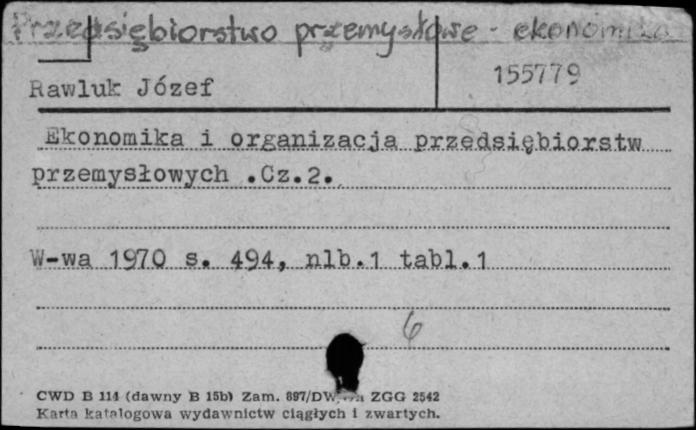 Przedsiębiorstwo przemysłowe - ekonomika
155779
Rawluk Józef
Ekonomika i organizacja przedsiębiorstw
przemysłowych .Cz.2.
W-wa 1970 s. 494, nlb.1 tabl.1
6
CWD B 114 (dawny B 15b) Zam. 897/DW ZGG 2542
Karta katalogowa wydawnictw ciągłych i zwartych.